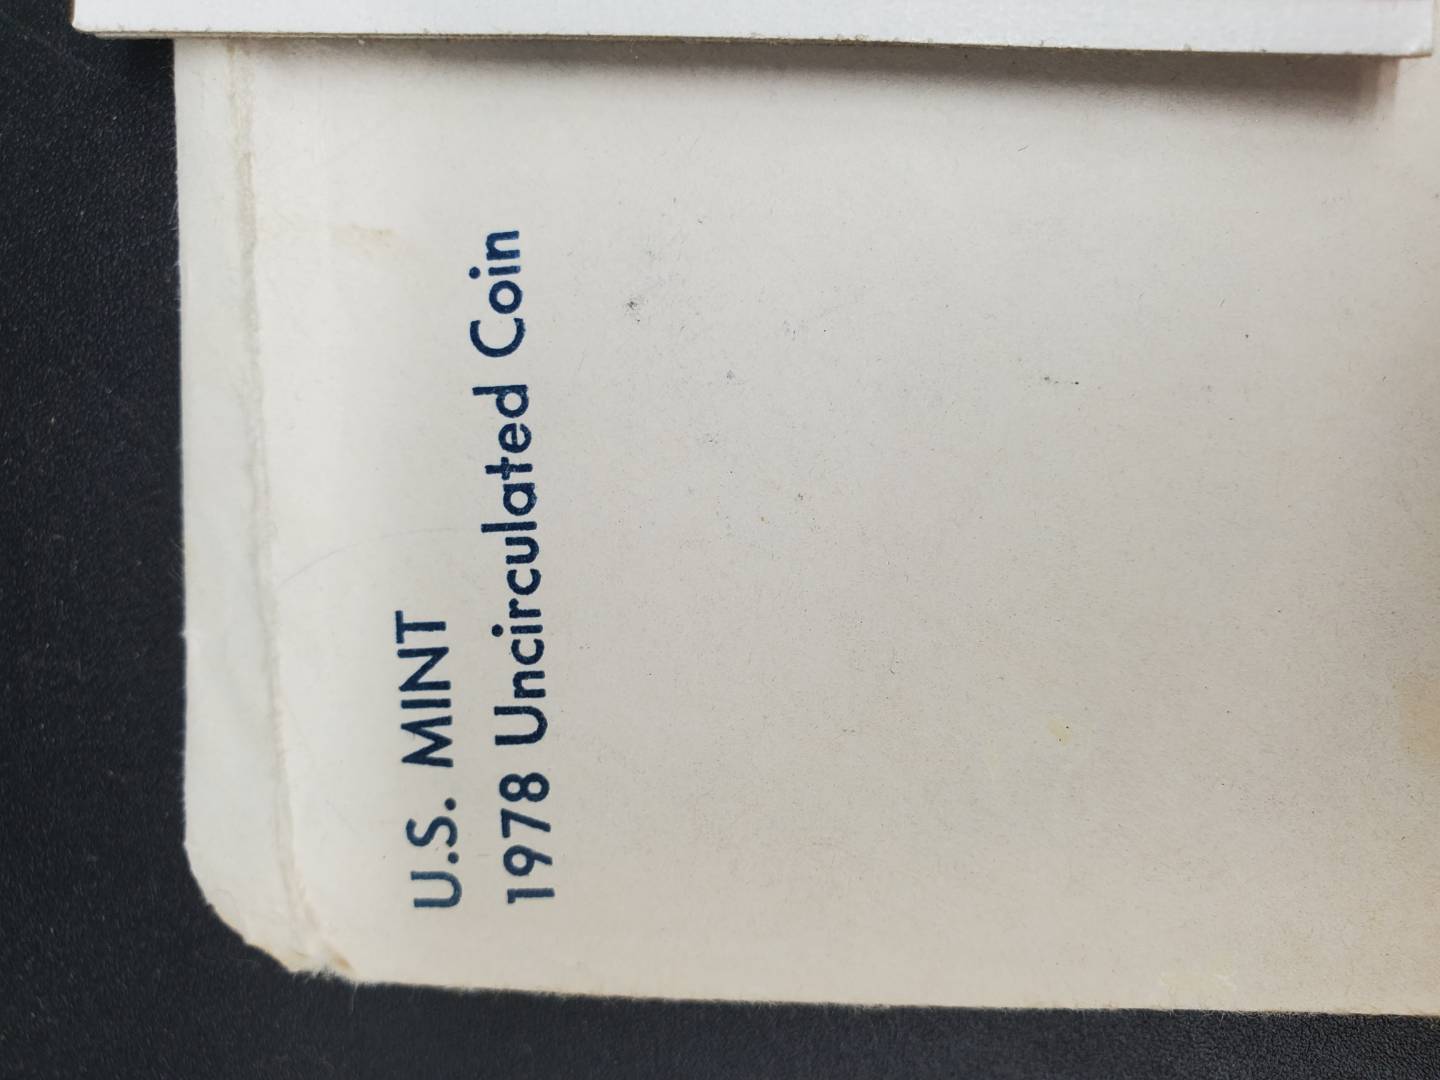 U.S. MINT
1978 Uncirculated Coin